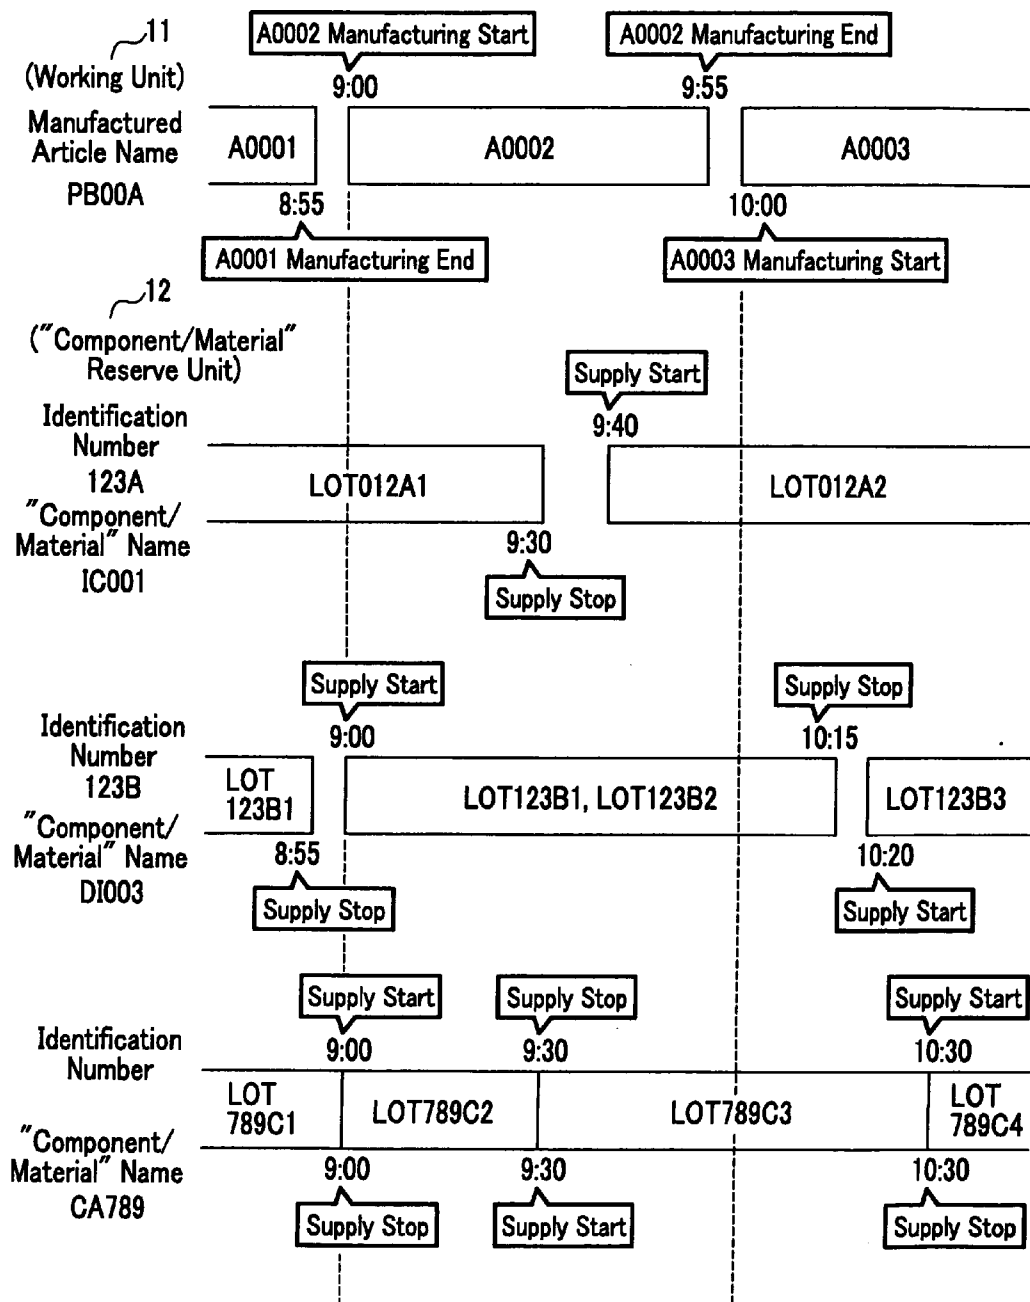 11
(Working Unit)
A0002 Manufacturing Start
A0002 Manufacturing End
9:00
9:55
Manufactured
Article Name
PB00A
A0001
A0002
A0003
8:55
10:00
A0001 Manufacturing End
A0003 Manufacturing Start
12
("Component/Material"
Reserve Unit)
Supply Start
9:40
Identification
Number
123A
"Component/
Material" Name
IC001
LOT012A1
LOT012A2
9:30
Supply Stop
Supply Start
Supply Stop
9:00
10:15
Identification
Number
123B
"Component/
Material" Name
DI003
LOT
123B1
LOT123B1, LOT123B2
LOT123B3
8:55
10:20
Supply Stop
Supply Start
Supply Start
Supply Stop
Supply Start
9:00
9:30
10:30
Identification
Number
"Component/
Material" Name
CA789
LOT
789C1
LOT789C2
LOT789C3
LOT
789C4
9:00
9:30
10:30
Supply Stop
Supply Start
Supply Stop